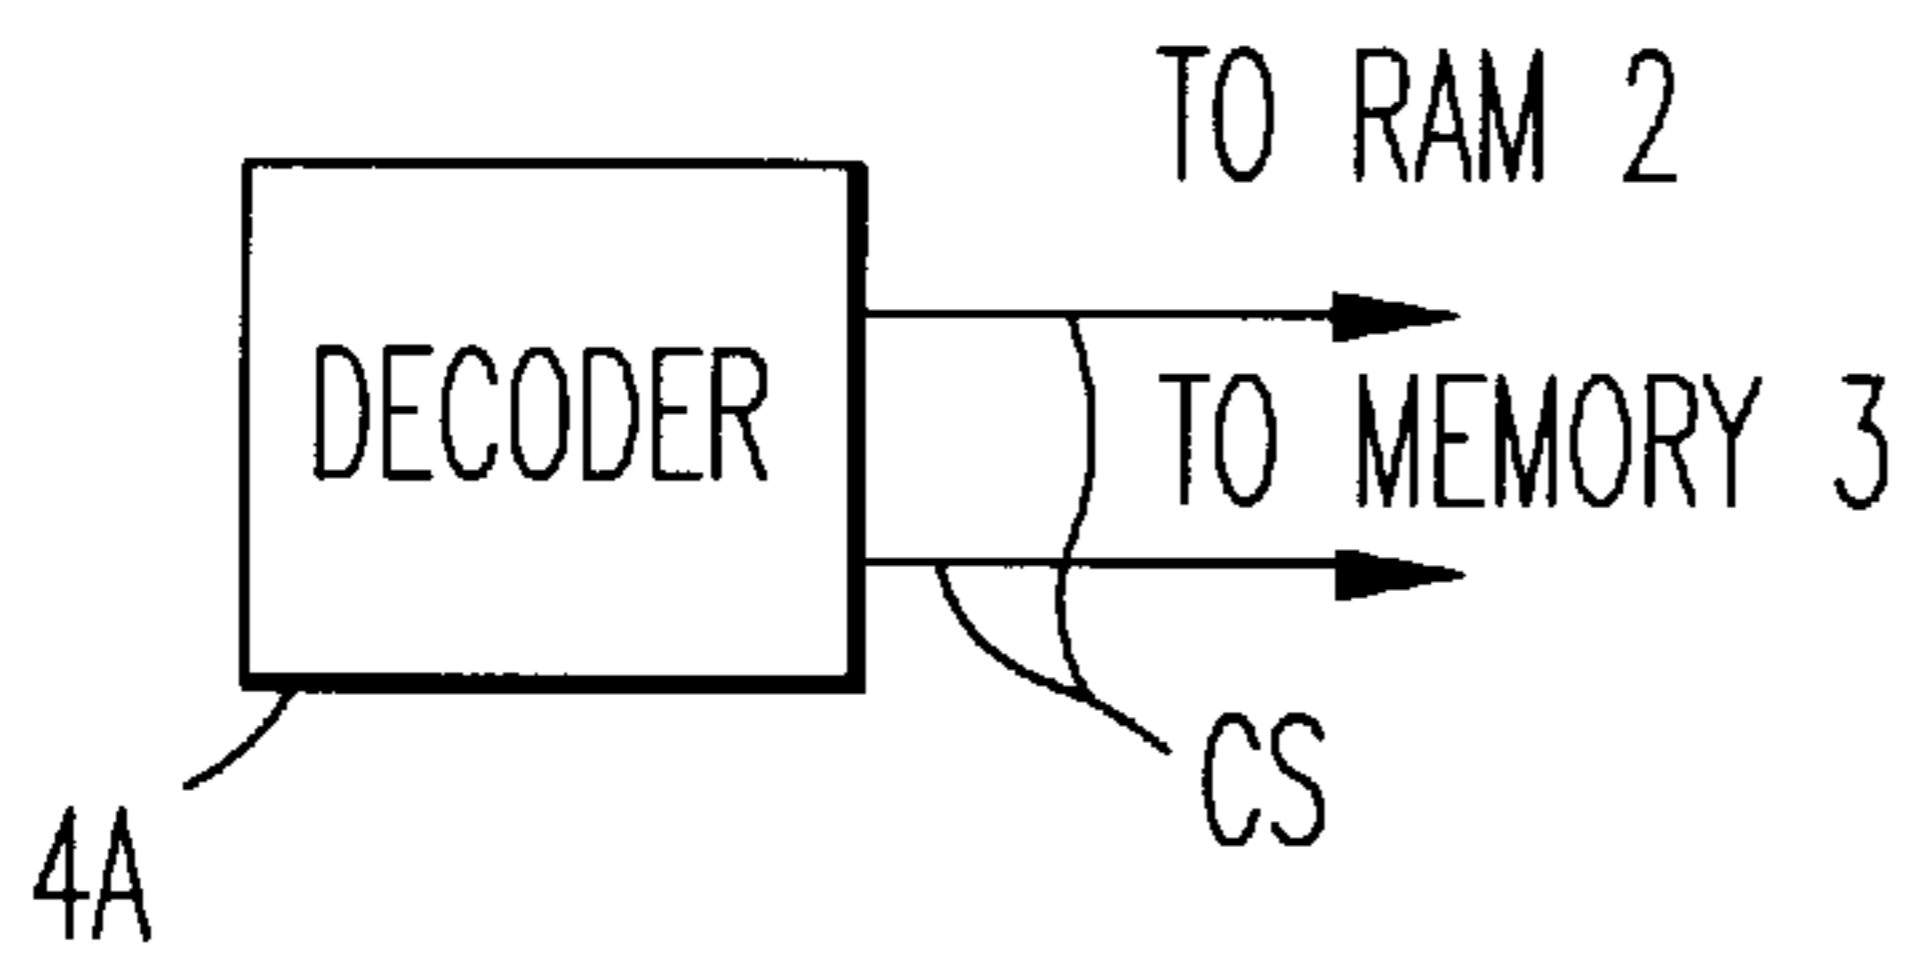 TO RAM 2
DECODER
TO MEMORY 3
CS
4A